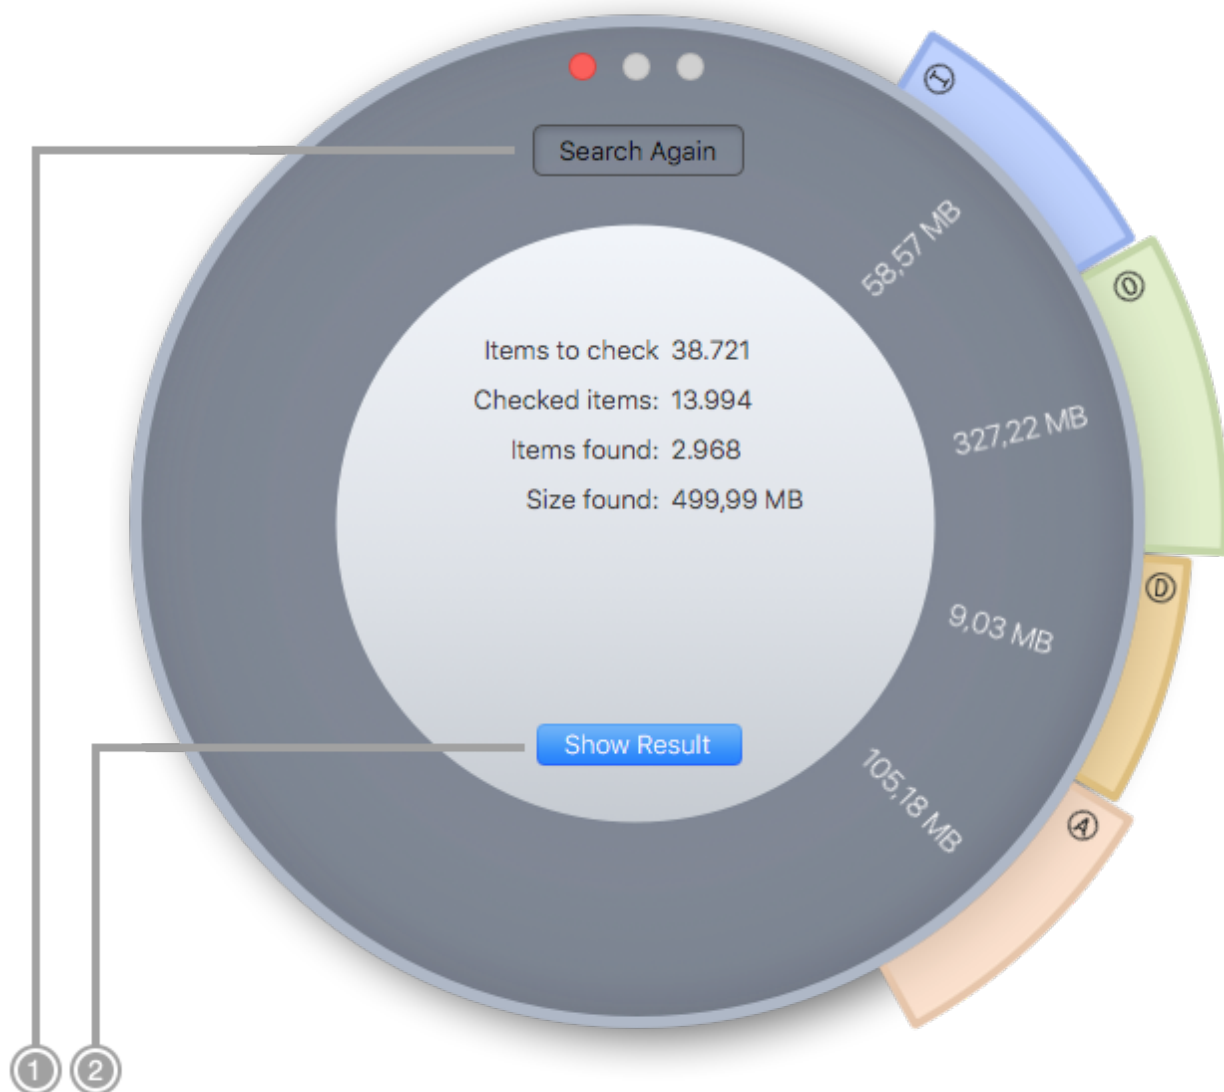 Search Again
Items to check 38.721
Checked items: 13.994
Items found: 2.968
Size found: 499,99 MB
Show Result
I
58,57 MB
O
327,22 MB
D
9,03 MB
A
105,18 MB
1 2